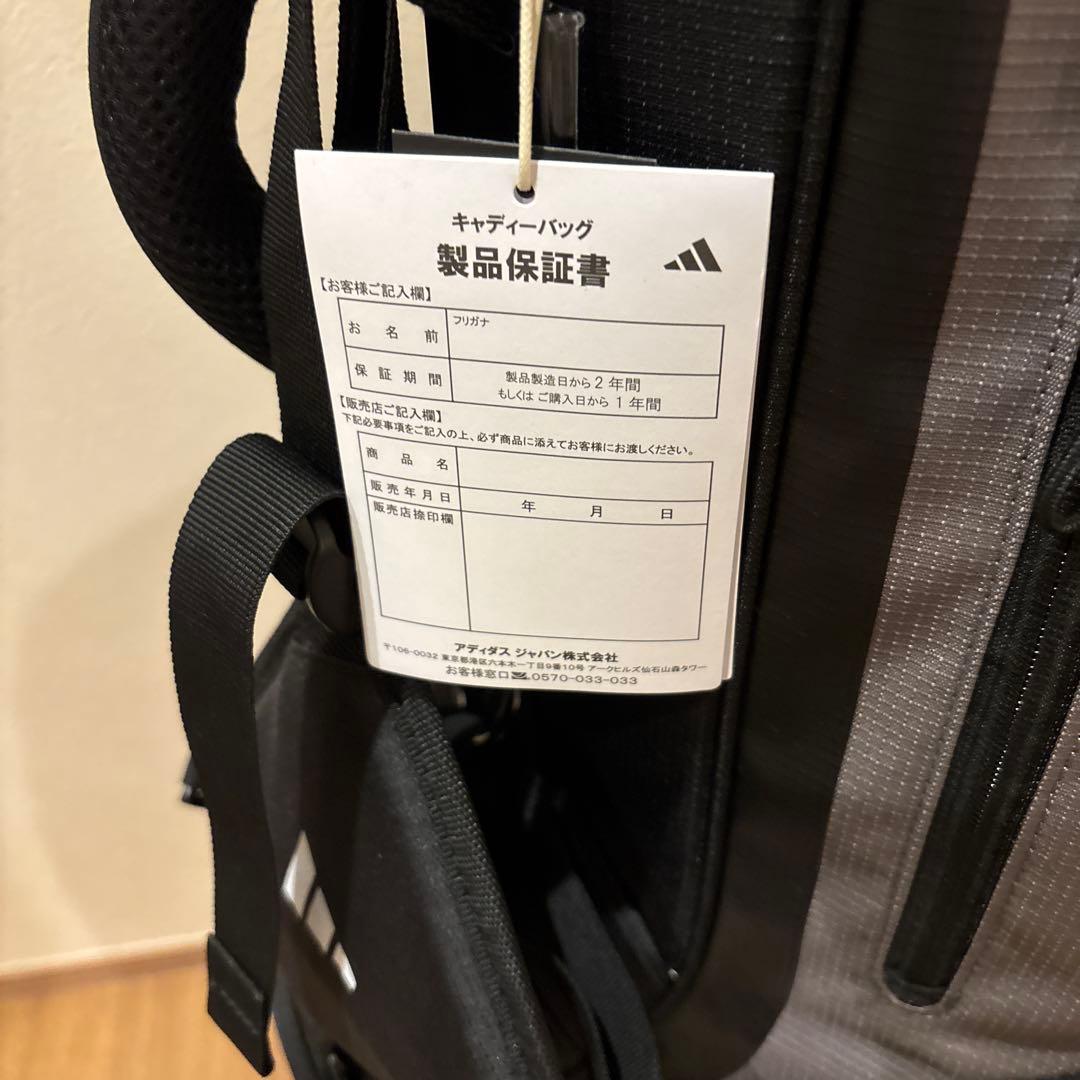 キャディーバッグ
製品保証書
【お客様ご記入欄】
お名前
フリガナ
保証期間
製品製造日から2年間
もしくは ご購入日から1年間
【販売店ご記入欄】
下記必要事項をご記入の上、必ず商品に添えてお客様にお渡しください。
商品名
販売年月日
年 月 日
販売店捺印欄
アディダス ジャパン株式会社
〒106-0032 東京都港区六本木一丁目9番10号 アークヒルズ仙石山森タワー
お客様窓口 0570-033-033